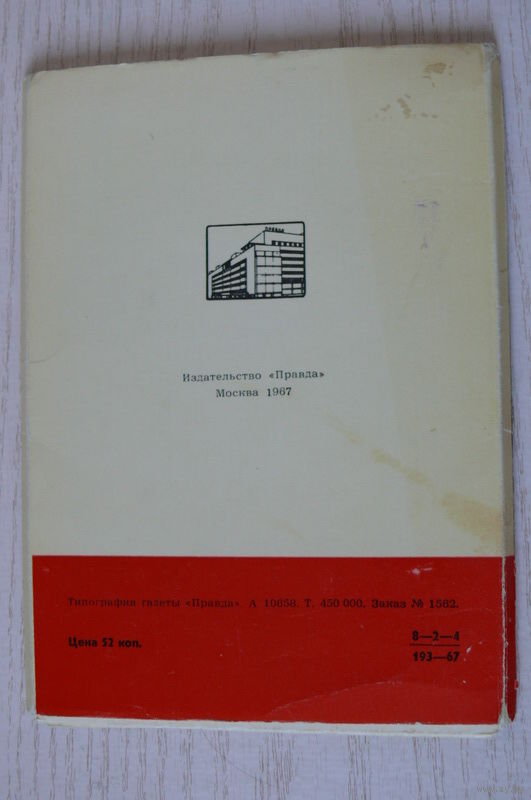 ПРАВДА
Издательство «Правда»
Москва 1967
Типография газеты «Правда». А 10658. Т. 450 000. Заказ № 1562.
Цена 52 коп.
8—2—4
193—67